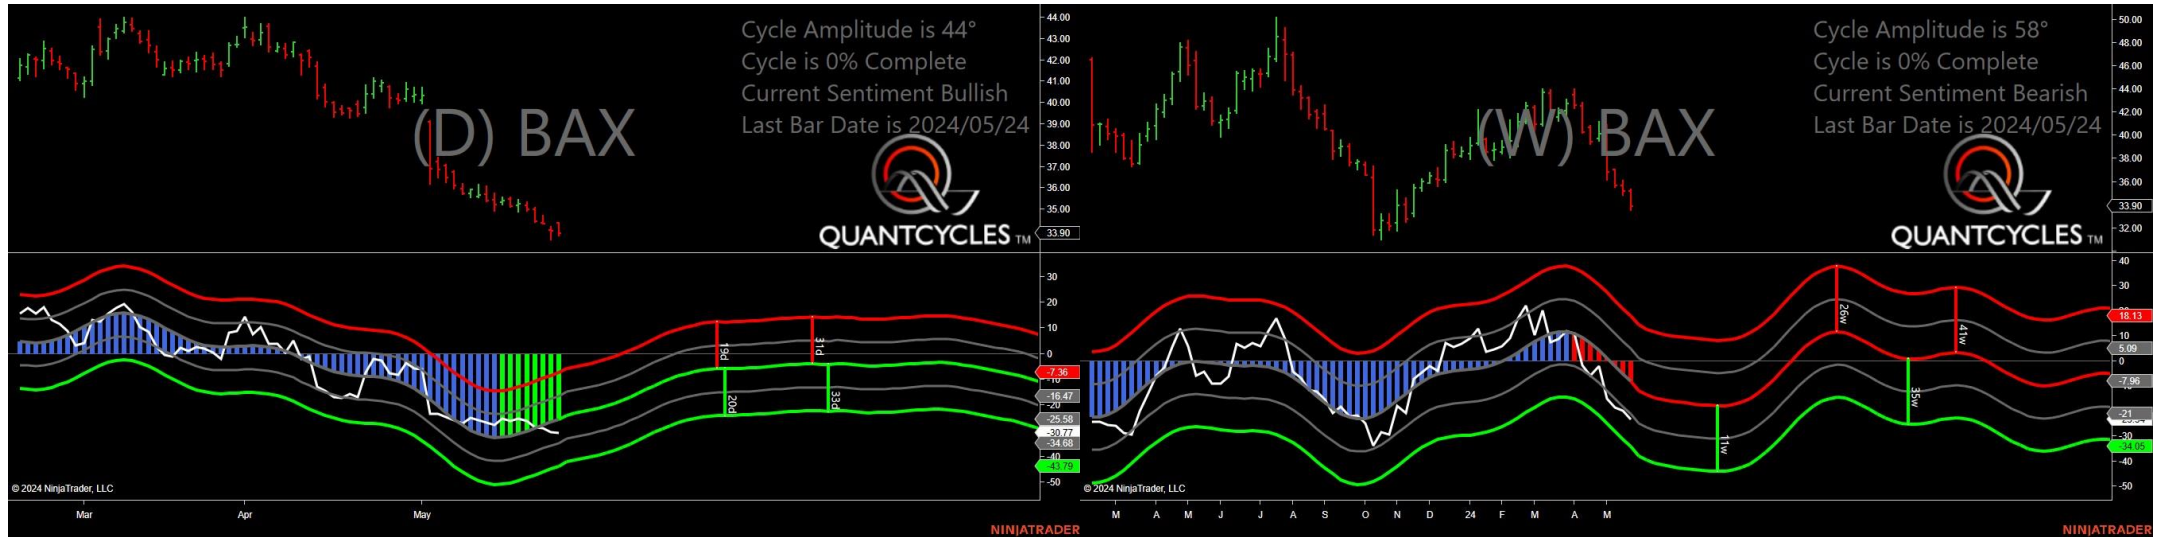 Cycle Amplitude is 44°
Cycle is 0% Complete
Current Sentiment Bullish
Last Bar Date is 2024/05/24
(D) BAX
QUANTCYCLES TM
44.00
43.00
42.00
41.00
40.00
39.00
38.00
37.00
36.00
35.00
33.90
30
20
10
0
-7.36
-10
-16.47
-20
-25.58
-30.77
-34.68
-40
-43.79
-50
19d
20d
31d
33d
© 2024 NinjaTrader, LLC
Mar
Apr
May
NINJATRADER
Cycle Amplitude is 58°
Cycle is 0% Complete
Current Sentiment Bearish
Last Bar Date is 2024/05/24
(W) BAX
QUANTCYCLES TM
50.00
48.00
46.00
44.00
42.00
40.00
38.00
36.00
33.90
32.00
40
30
18.13
10
5.09
0
-7.96
-21
-30
-34.05
-40
-50
11w
26w
35w
41w
© 2024 NinjaTrader, LLC
M A M J J A S O N D 24 F M A M
NINJATRADER